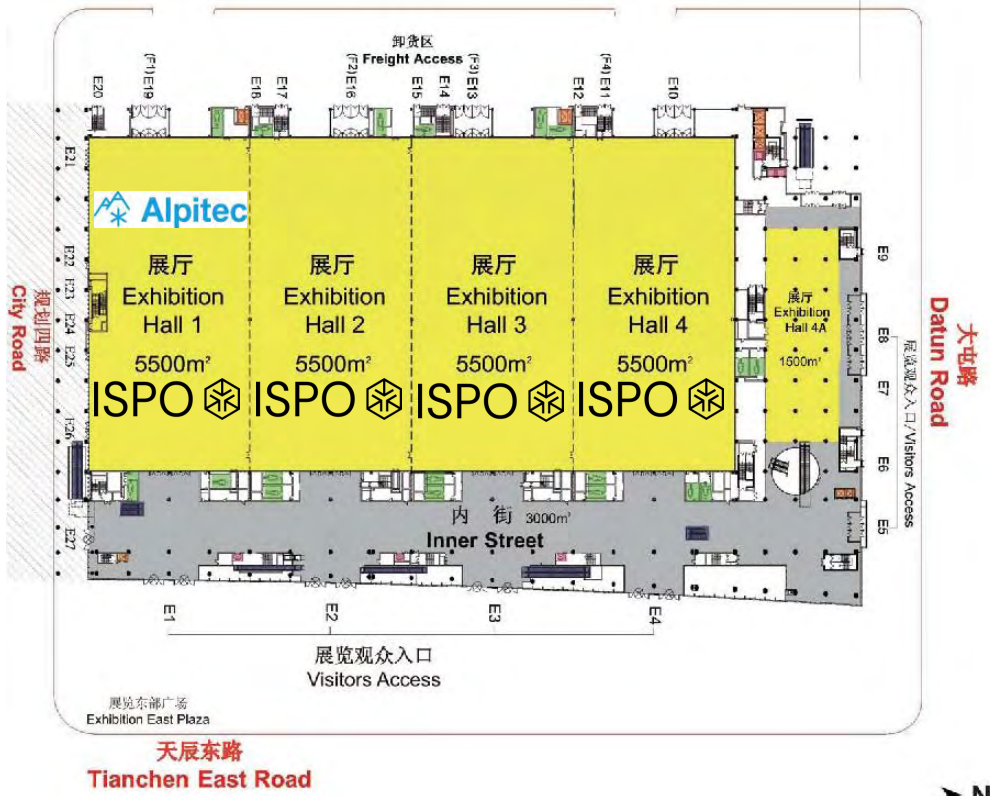 卸货区
Freight Access
E20
(F1) E19
E18
E17
(F2) E16
E15
E14
(F3) E13
E12
(F4) E11
E10
E21
E22
E23
E24
E25
E26
E27
规划四路
City Road
Alpitec
展厅
Exhibition
Hall 1
5500m²
ISPO
展厅
Exhibition
Hall 2
5500m²
ISPO
展厅
Exhibition
Hall 3
5500m²
ISPO
展厅
Exhibition
Hall 4
5500m²
ISPO
展厅
Exhibition
Hall 4A
1500m²
E9
E8
E7
E6
E5
展览观众入口/Visitors Access
大屯路
Datun Road
内街 3000m²
Inner Street
E1
E2
E3
E4
展览观众入口
Visitors Access
展览东部广场
Exhibition East Plaza
天辰东路
Tianchen East Road
N